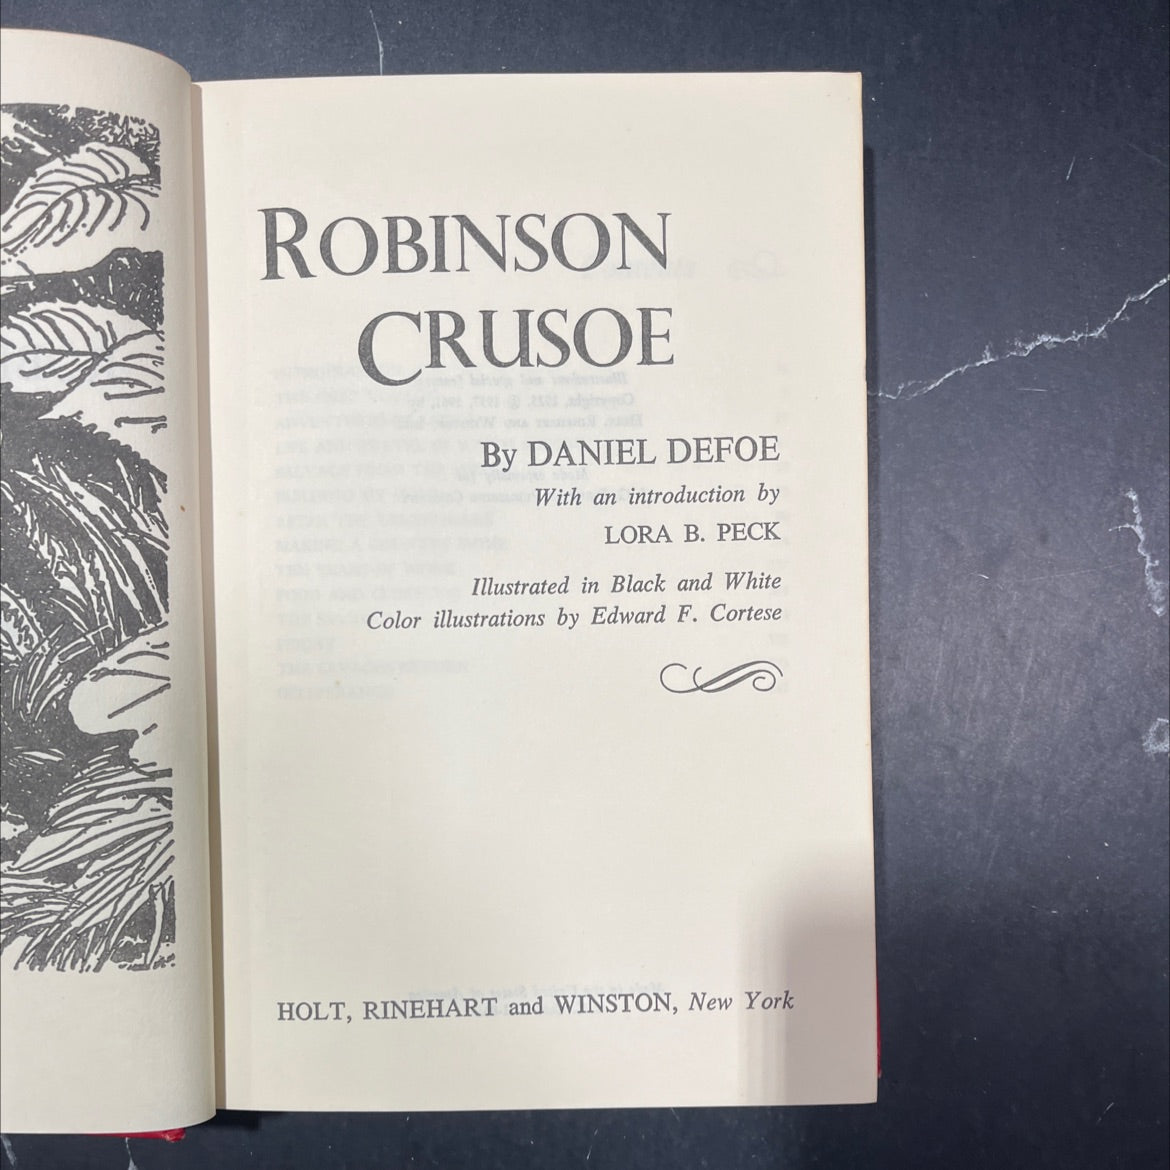 ROBINSON
CRUSOE
By DANIEL DEFOE
With an introduction by
LORA B. PECK
Illustrated in Black and White
Color illustrations by Edward F. Cortese
HOLT, RINEHART and WINSTON, New York